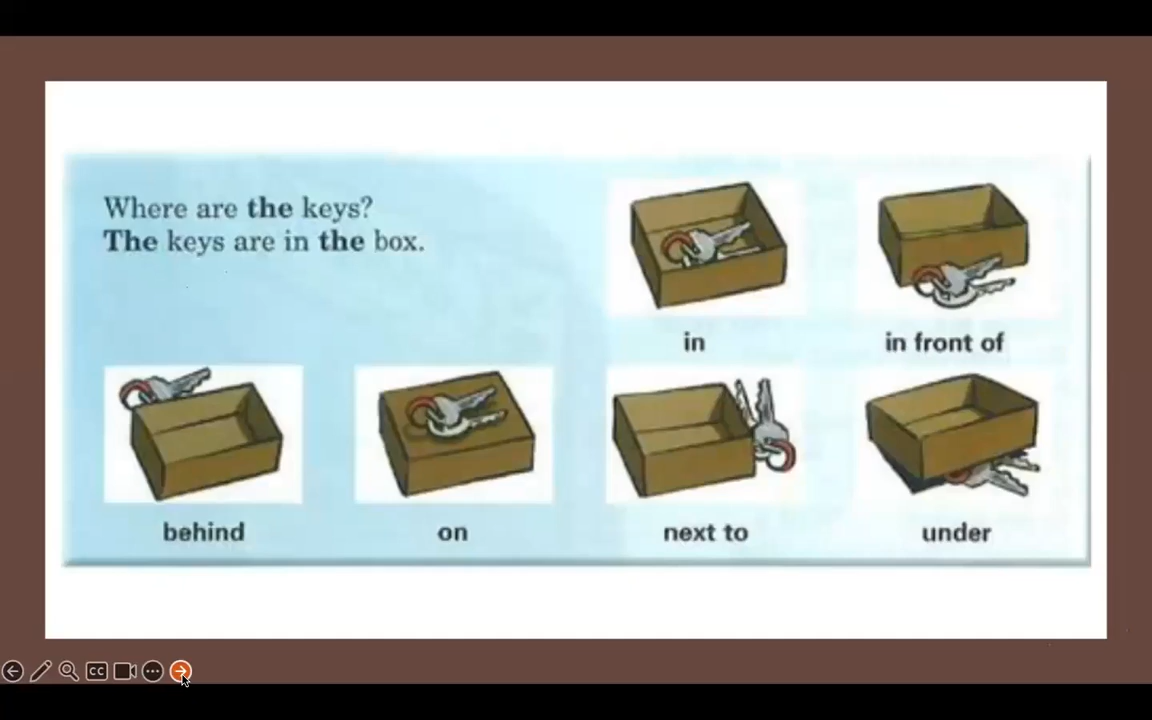 Where are the keys?
The keys are in the box.
in
in front of
behind
on
next to
under
CC